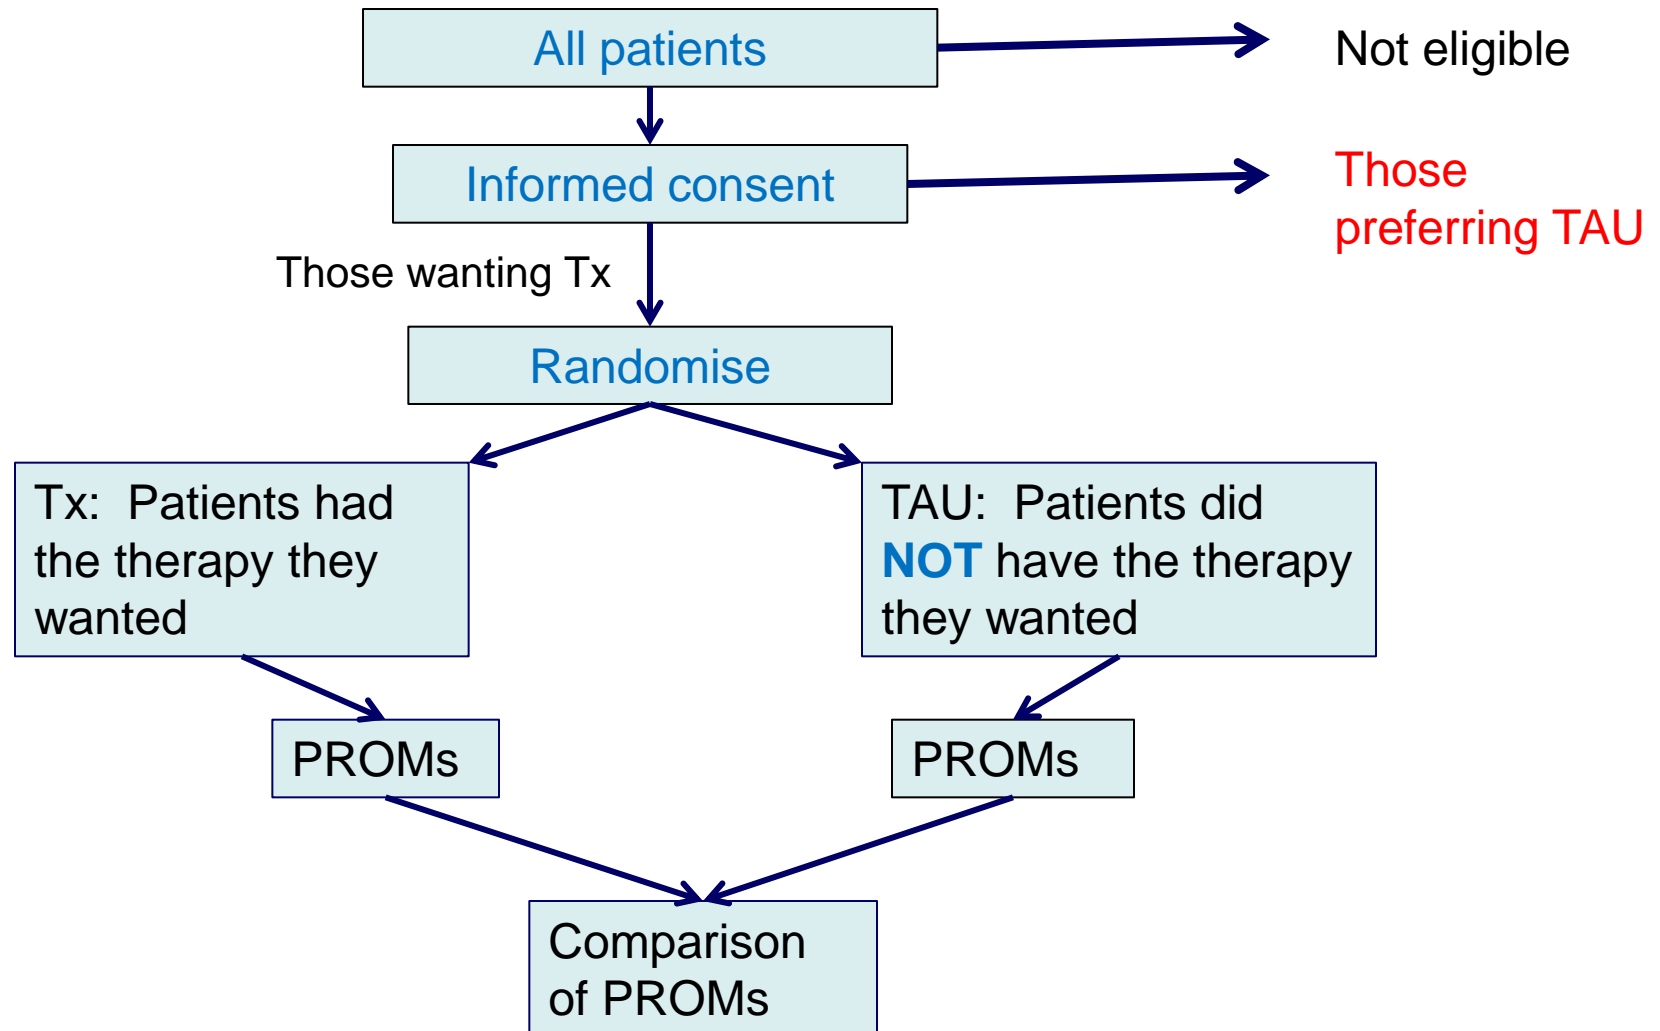 All patients
Not eligible
Informed consent
Those
preferring TAU
Those wanting Tx
Randomise
Tx:  Patients had
the therapy they
wanted
TAU:  Patients did
NOT have the therapy
they wanted
PROMs
PROMs
Comparison
of PROMs